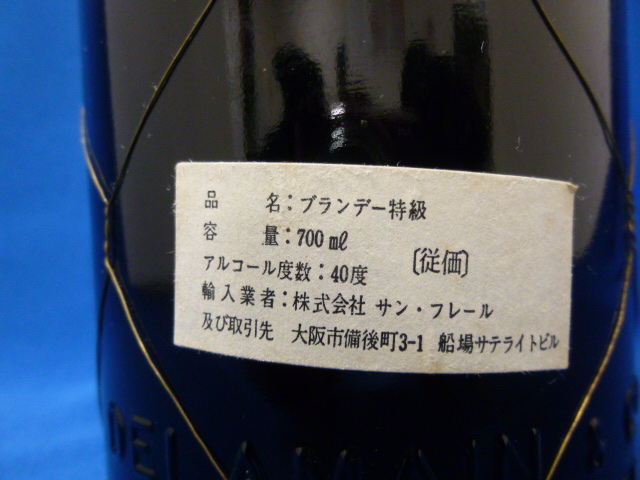 品　　名：ブランデー特級
容　　量：700 ml
〔従価〕
アルコール度数：40度
輸入業者：株式会社 サン・フレール
及び取引先　大阪市備後町3-1　船場サテライトビル
DELAMAIN &